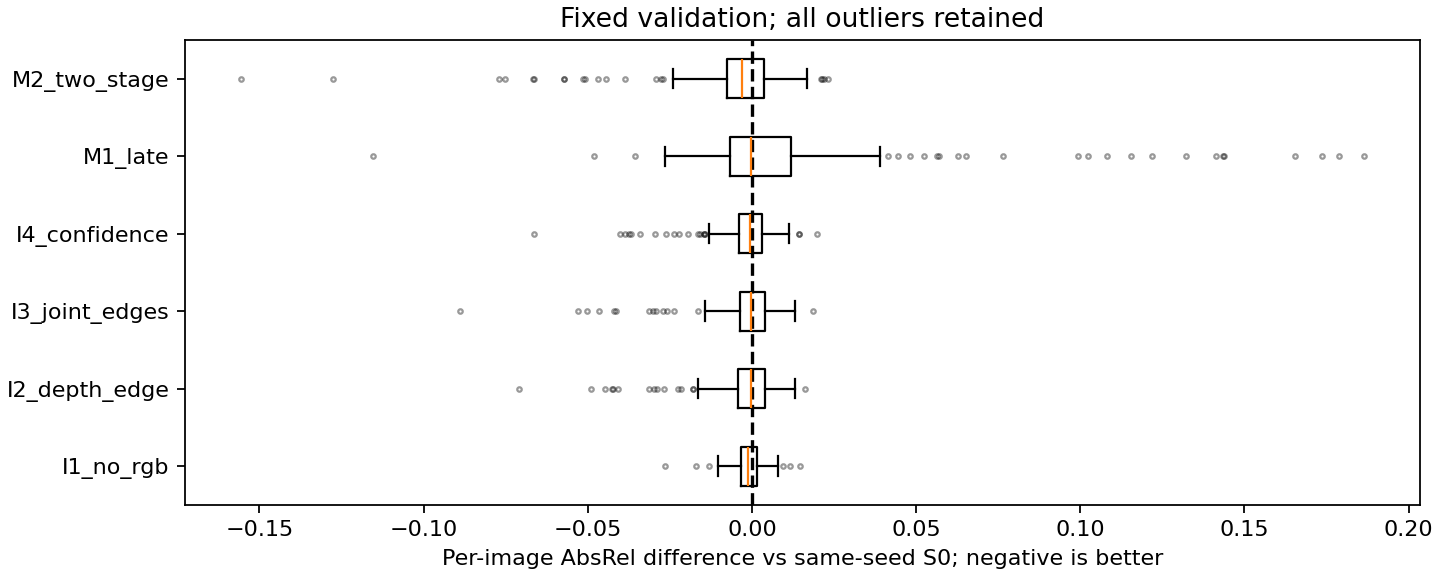 Fixed validation; all outliers retained
M2_two_stage
M1_late
I4_confidence
I3_joint_edges
I2_depth_edge
I1_no_rgb
−0.15 −0.10 −0.05 0.00 0.05 0.10 0.15 0.20
Per-image AbsRel difference vs same-seed S0; negative is better